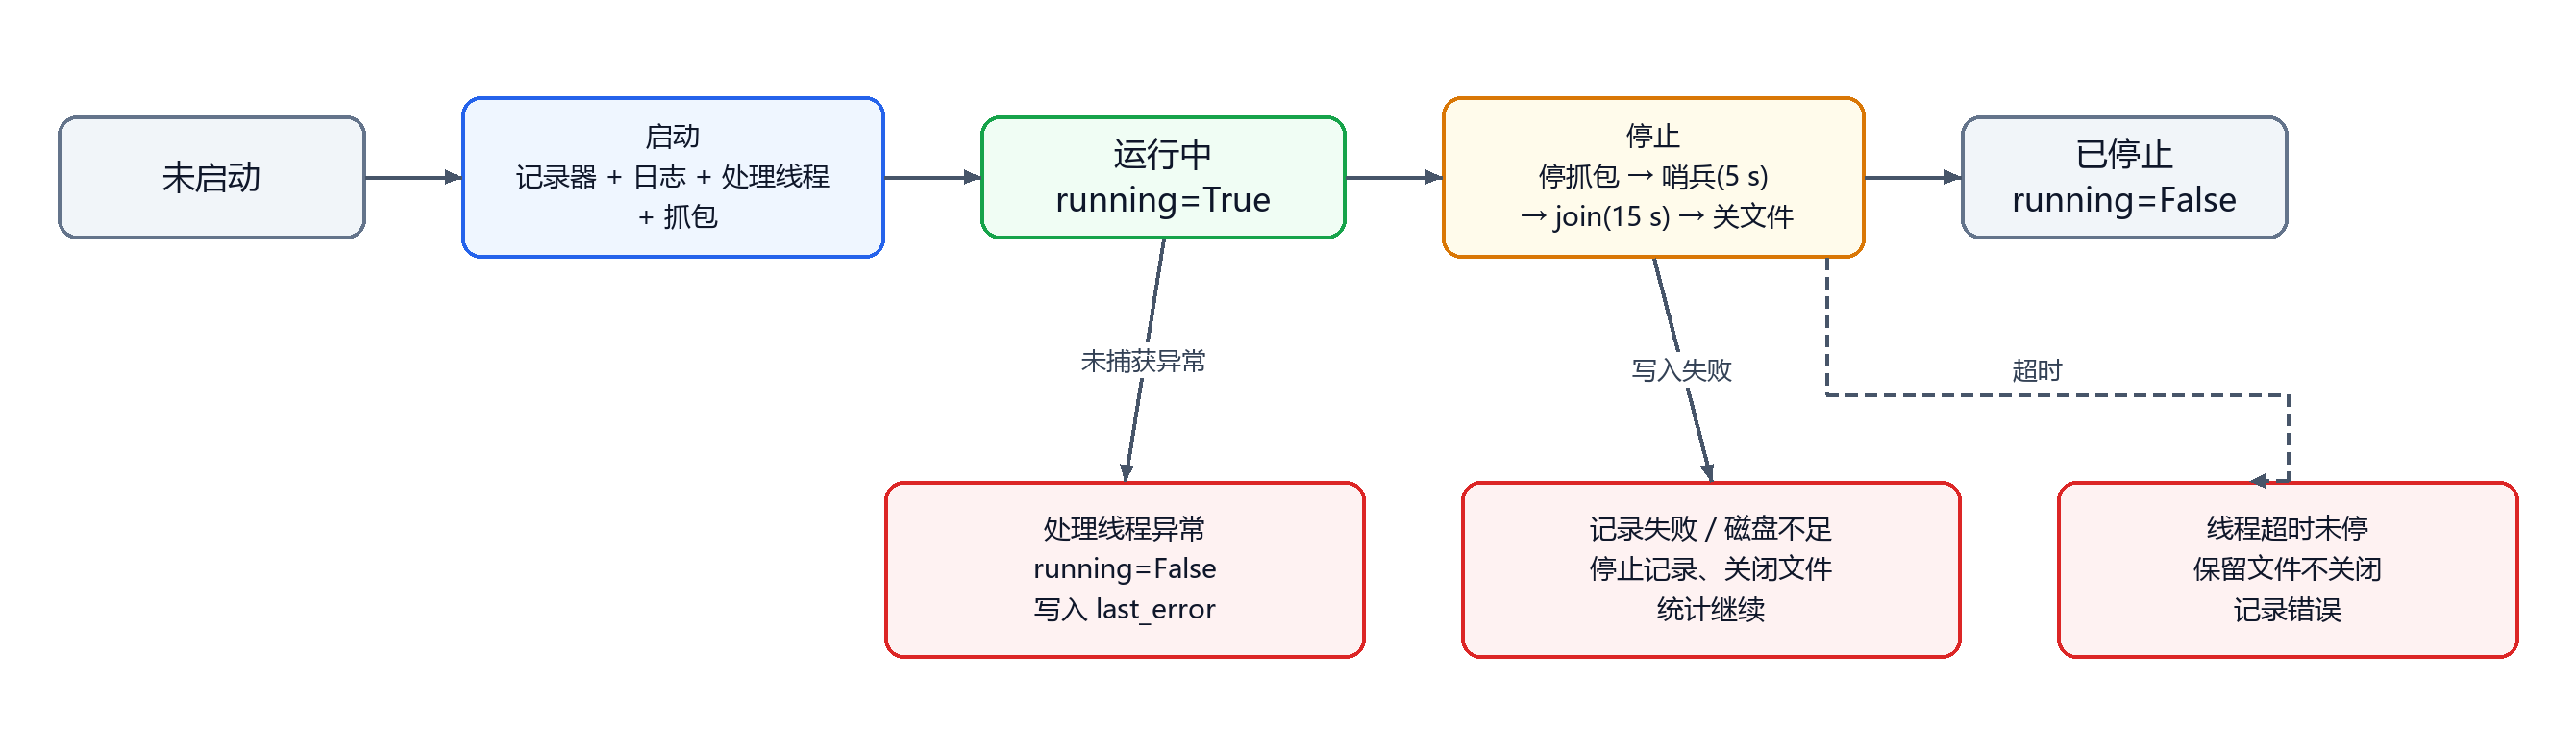 未启动
启动
记录器 + 日志 + 处理线程
+ 抓包
运行中
running=True
停止
停抓包 → 哨兵(5 s)
→ join(15 s) → 关文件
已停止
running=False
未捕获异常
写入失败
超时
处理线程异常
running=False
写入 last_error
记录失败 / 磁盘不足
停止记录、关闭文件
统计继续
线程超时未停
保留文件不关闭
记录错误